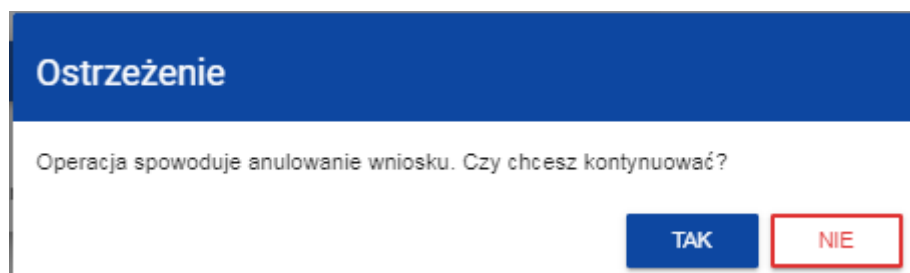 Ostrzeżenie
Operacja spowoduje anulowanie wniosku. Czy chcesz kontynuować?
TAK NIE